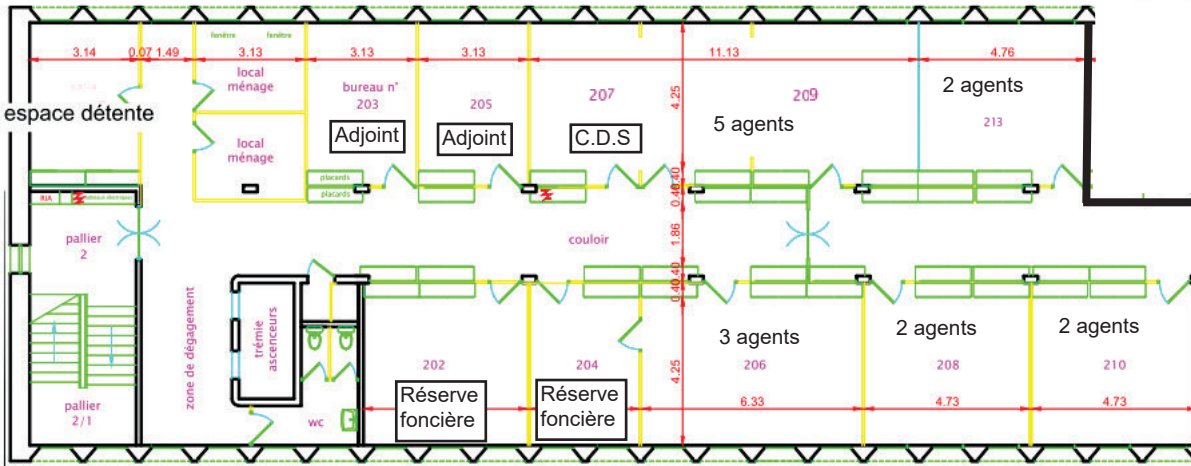 fenêtre fenêtre
3.14 0.07 1.49 3.13 3.13 3.13 11.13 4.76
local
ménage
bureau n°
203
205
207
209
2 agents
213
espace détente
Adjoint
Adjoint
C.D.S
5 agents
4.25
local
ménage
placards
placards
RIA
0.40
0.40
pallier
2
couloir
1.86
0.40
0.40
zone de dégagement
trémie
ascenceurs
3 agents
2 agents
2 agents
202
204
206
208
210
4.25
Réserve
foncière
Réserve
foncière
6.33
4.73
4.73
pallier
2/1
wc